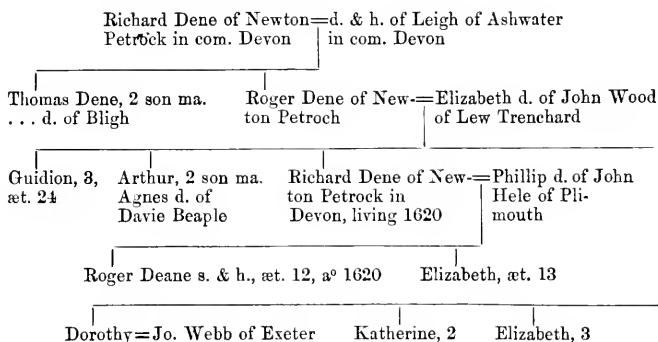 Richard Dene of Newton=d. & h. of Leigh of Ashwater
Petrock in com. Devon in com. Devon
Thomas Dene, 2 son ma.
... d. of Bligh
Roger Dene of New-=Elizabeth d. of John Wood
ton Petroch of Lew Trenchard
Guidion, 3,
æt. 24
Arthur, 2 son ma.
Agnes d. of
Davie Beaple
Richard Dene of New-=Phillip d. of John
ton Petrock in Hele of Pli-
Devon, living 1620 mouth
Roger Deane s. & h., æt. 12, aº 1620 Elizabeth, æt. 13
Dorothy=Jo. Webb of Exeter Katherine, 2 Elizabeth, 3